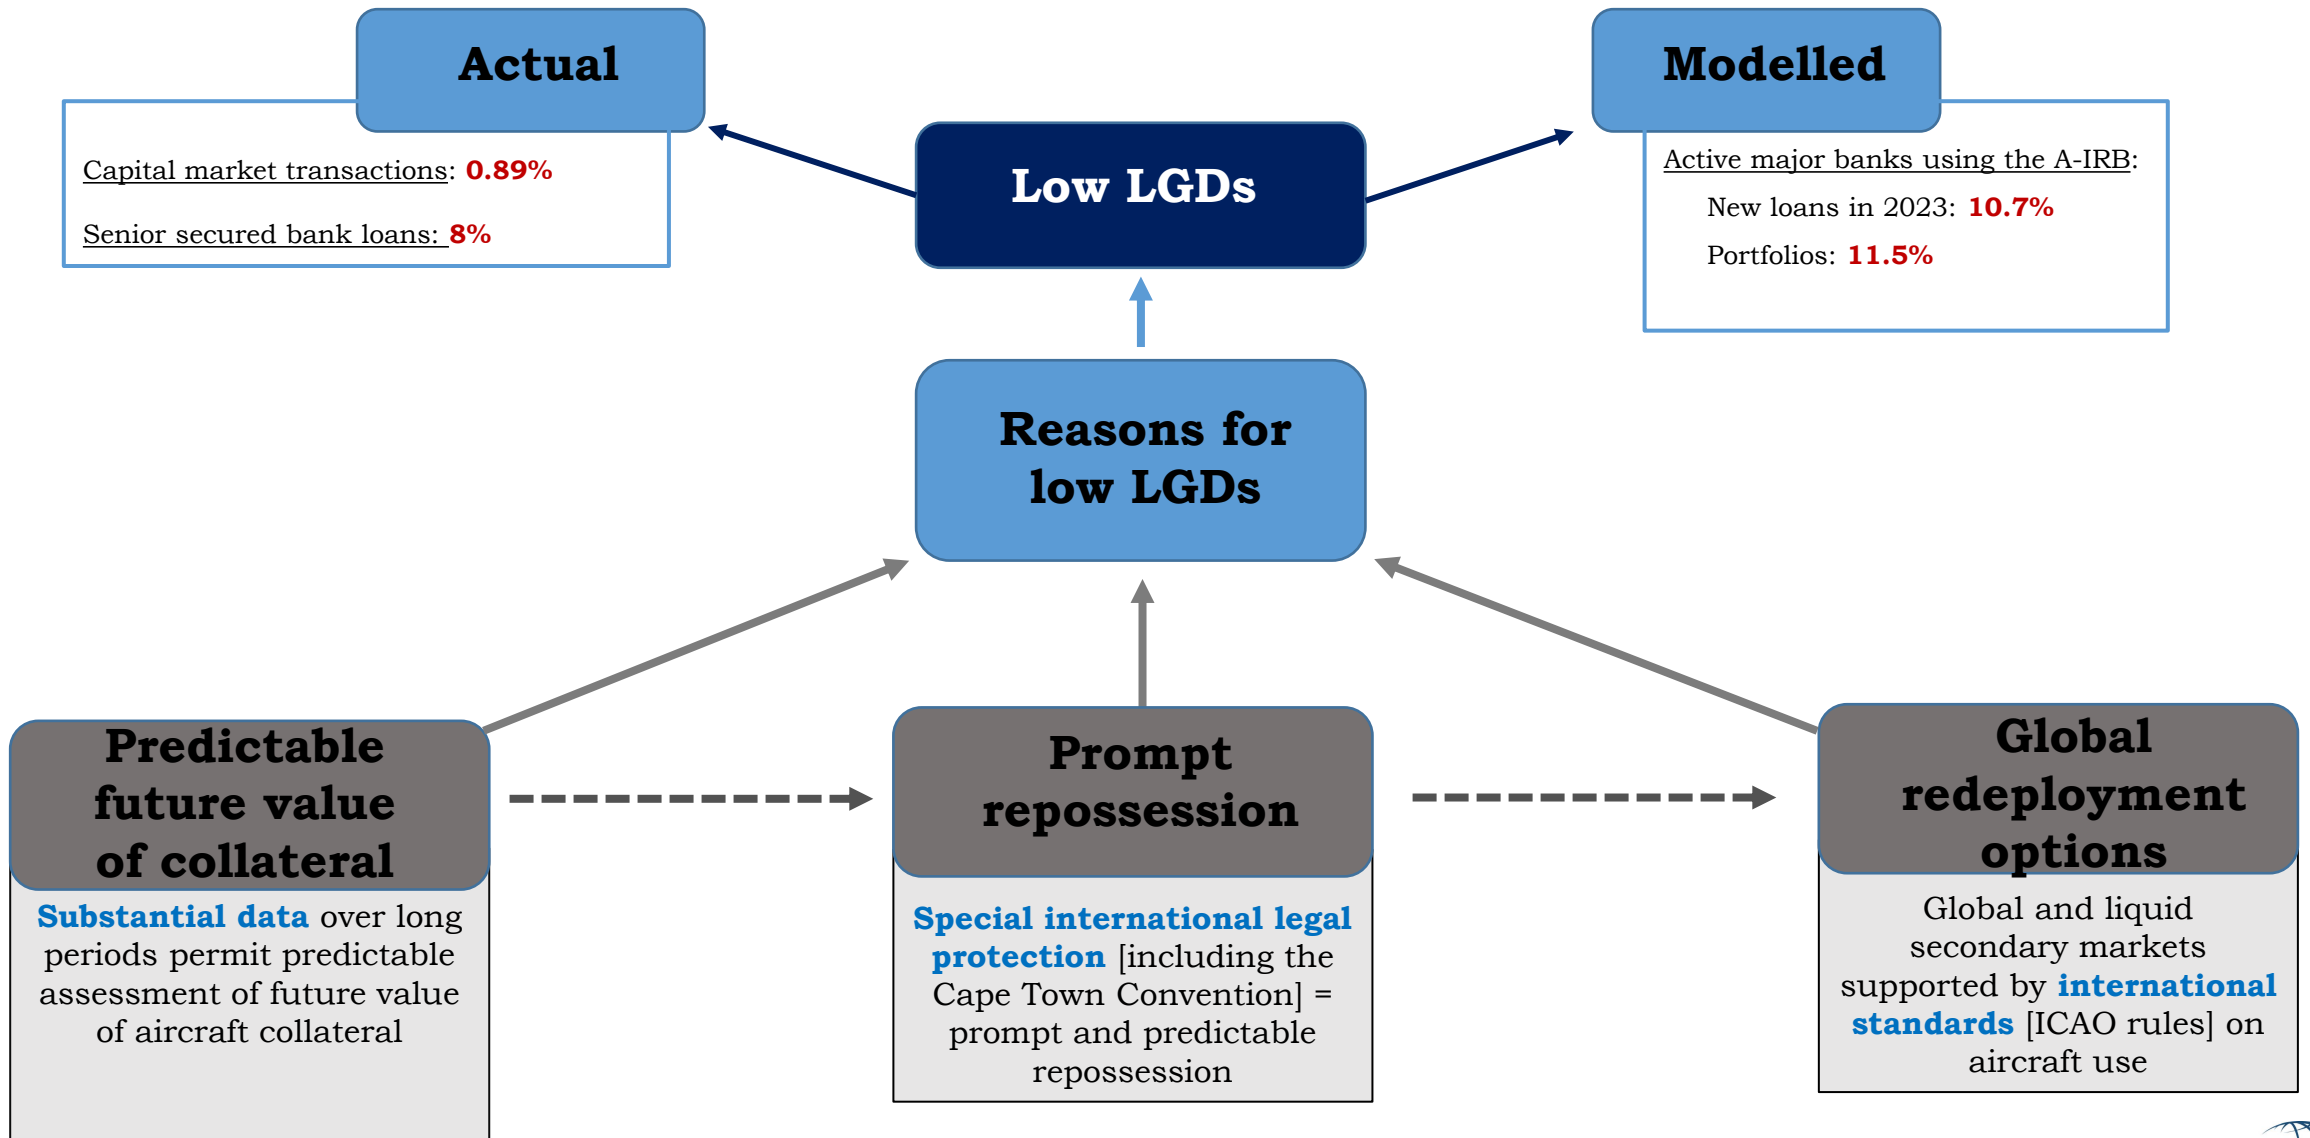 Actual
Capital market transactions: 0.89%
Senior secured bank loans: 8%
Low LGDs
Modelled
Active major banks using the A-IRB:
New loans in 2023: 10.7%
Portfolios: 11.5%
Reasons for
low LGDs
Predictable
future value
of collateral
Substantial data over long
periods permit predictable
assessment of future value
of aircraft collateral
Prompt
repossession
Special international legal
protection [including the
Cape Town Convention] =
prompt and predictable
repossession
Global
redeployment
options
Global and liquid
secondary markets
supported by international
standards [ICAO rules] on
aircraft use